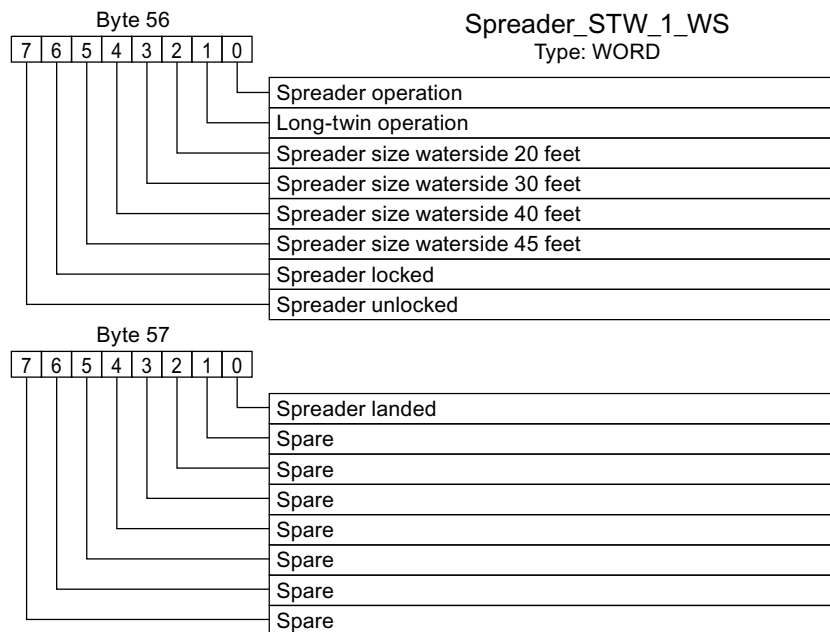 Byte 56
Spreader_STW_1_WS
Type: WORD
7 6 5 4 3 2 1 0
Spreader operation
Long-twin operation
Spreader size waterside 20 feet
Spreader size waterside 30 feet
Spreader size waterside 40 feet
Spreader size waterside 45 feet
Spreader locked
Spreader unlocked
Byte 57
7 6 5 4 3 2 1 0
Spreader landed
Spare
Spare
Spare
Spare
Spare
Spare
Spare